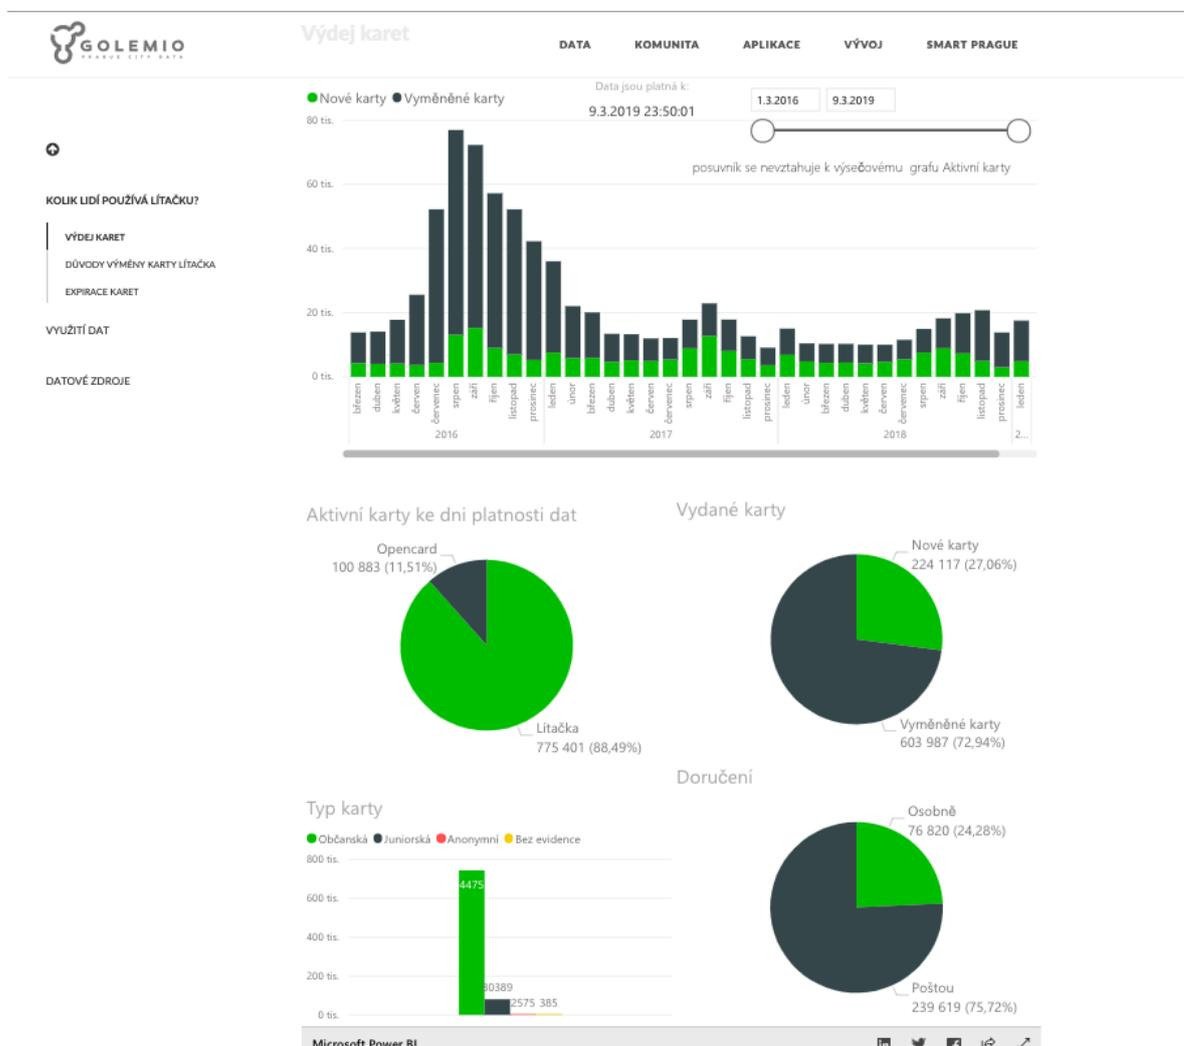 GOLEMIO
PRAGUE CITY DATA
Výdej karet
DATA
KOMUNITA
APLIKACE
VÝVOJ
SMART PRAGUE
KOLIK LIDÍ POUŽÍVÁ LÍTAČKU?
VÝDEJ KARET
DŮVODY VÝMĚNY KARTY LÍTAČKA
EXPIRACE KARET
VYUŽITÍ DAT
DATOVÉ ZDROJE
Nové karty Vyměněné karty
Data jsou platná k:
9.3.2019 23:50:01
1.3.2016
9.3.2019
posuvník se nevztahuje k výsečovému grafu Aktivní karty
80 tis.
60 tis.
40 tis.
20 tis.
0 tis.
březen
duben
květen
červen
červenec
srpen
září
říjen
listopad
prosinec
leden
únor
březen
duben
květen
červen
červenec
srpen
září
říjen
listopad
prosinec
leden
únor
březen
duben
květen
červen
červenec
srpen
září
říjen
listopad
prosinec
leden
2016
2017
2018
2...
Aktivní karty ke dni platnosti dat
Opencard
100 883 (11,51%)
Lítačka
775 401 (88,49%)
Vydané karty
Nové karty
224 117 (27,06%)
Vyměněné karty
603 987 (72,94%)
Typ karty
Občanská Juniorská Anonymní Bez evidence
800 tis.
600 tis.
400 tis.
200 tis.
0 tis.
4475
30389
2575
385
Doručení
Osobně
76 820 (24,28%)
Poštou
239 619 (75,72%)
Microsoft Power BI